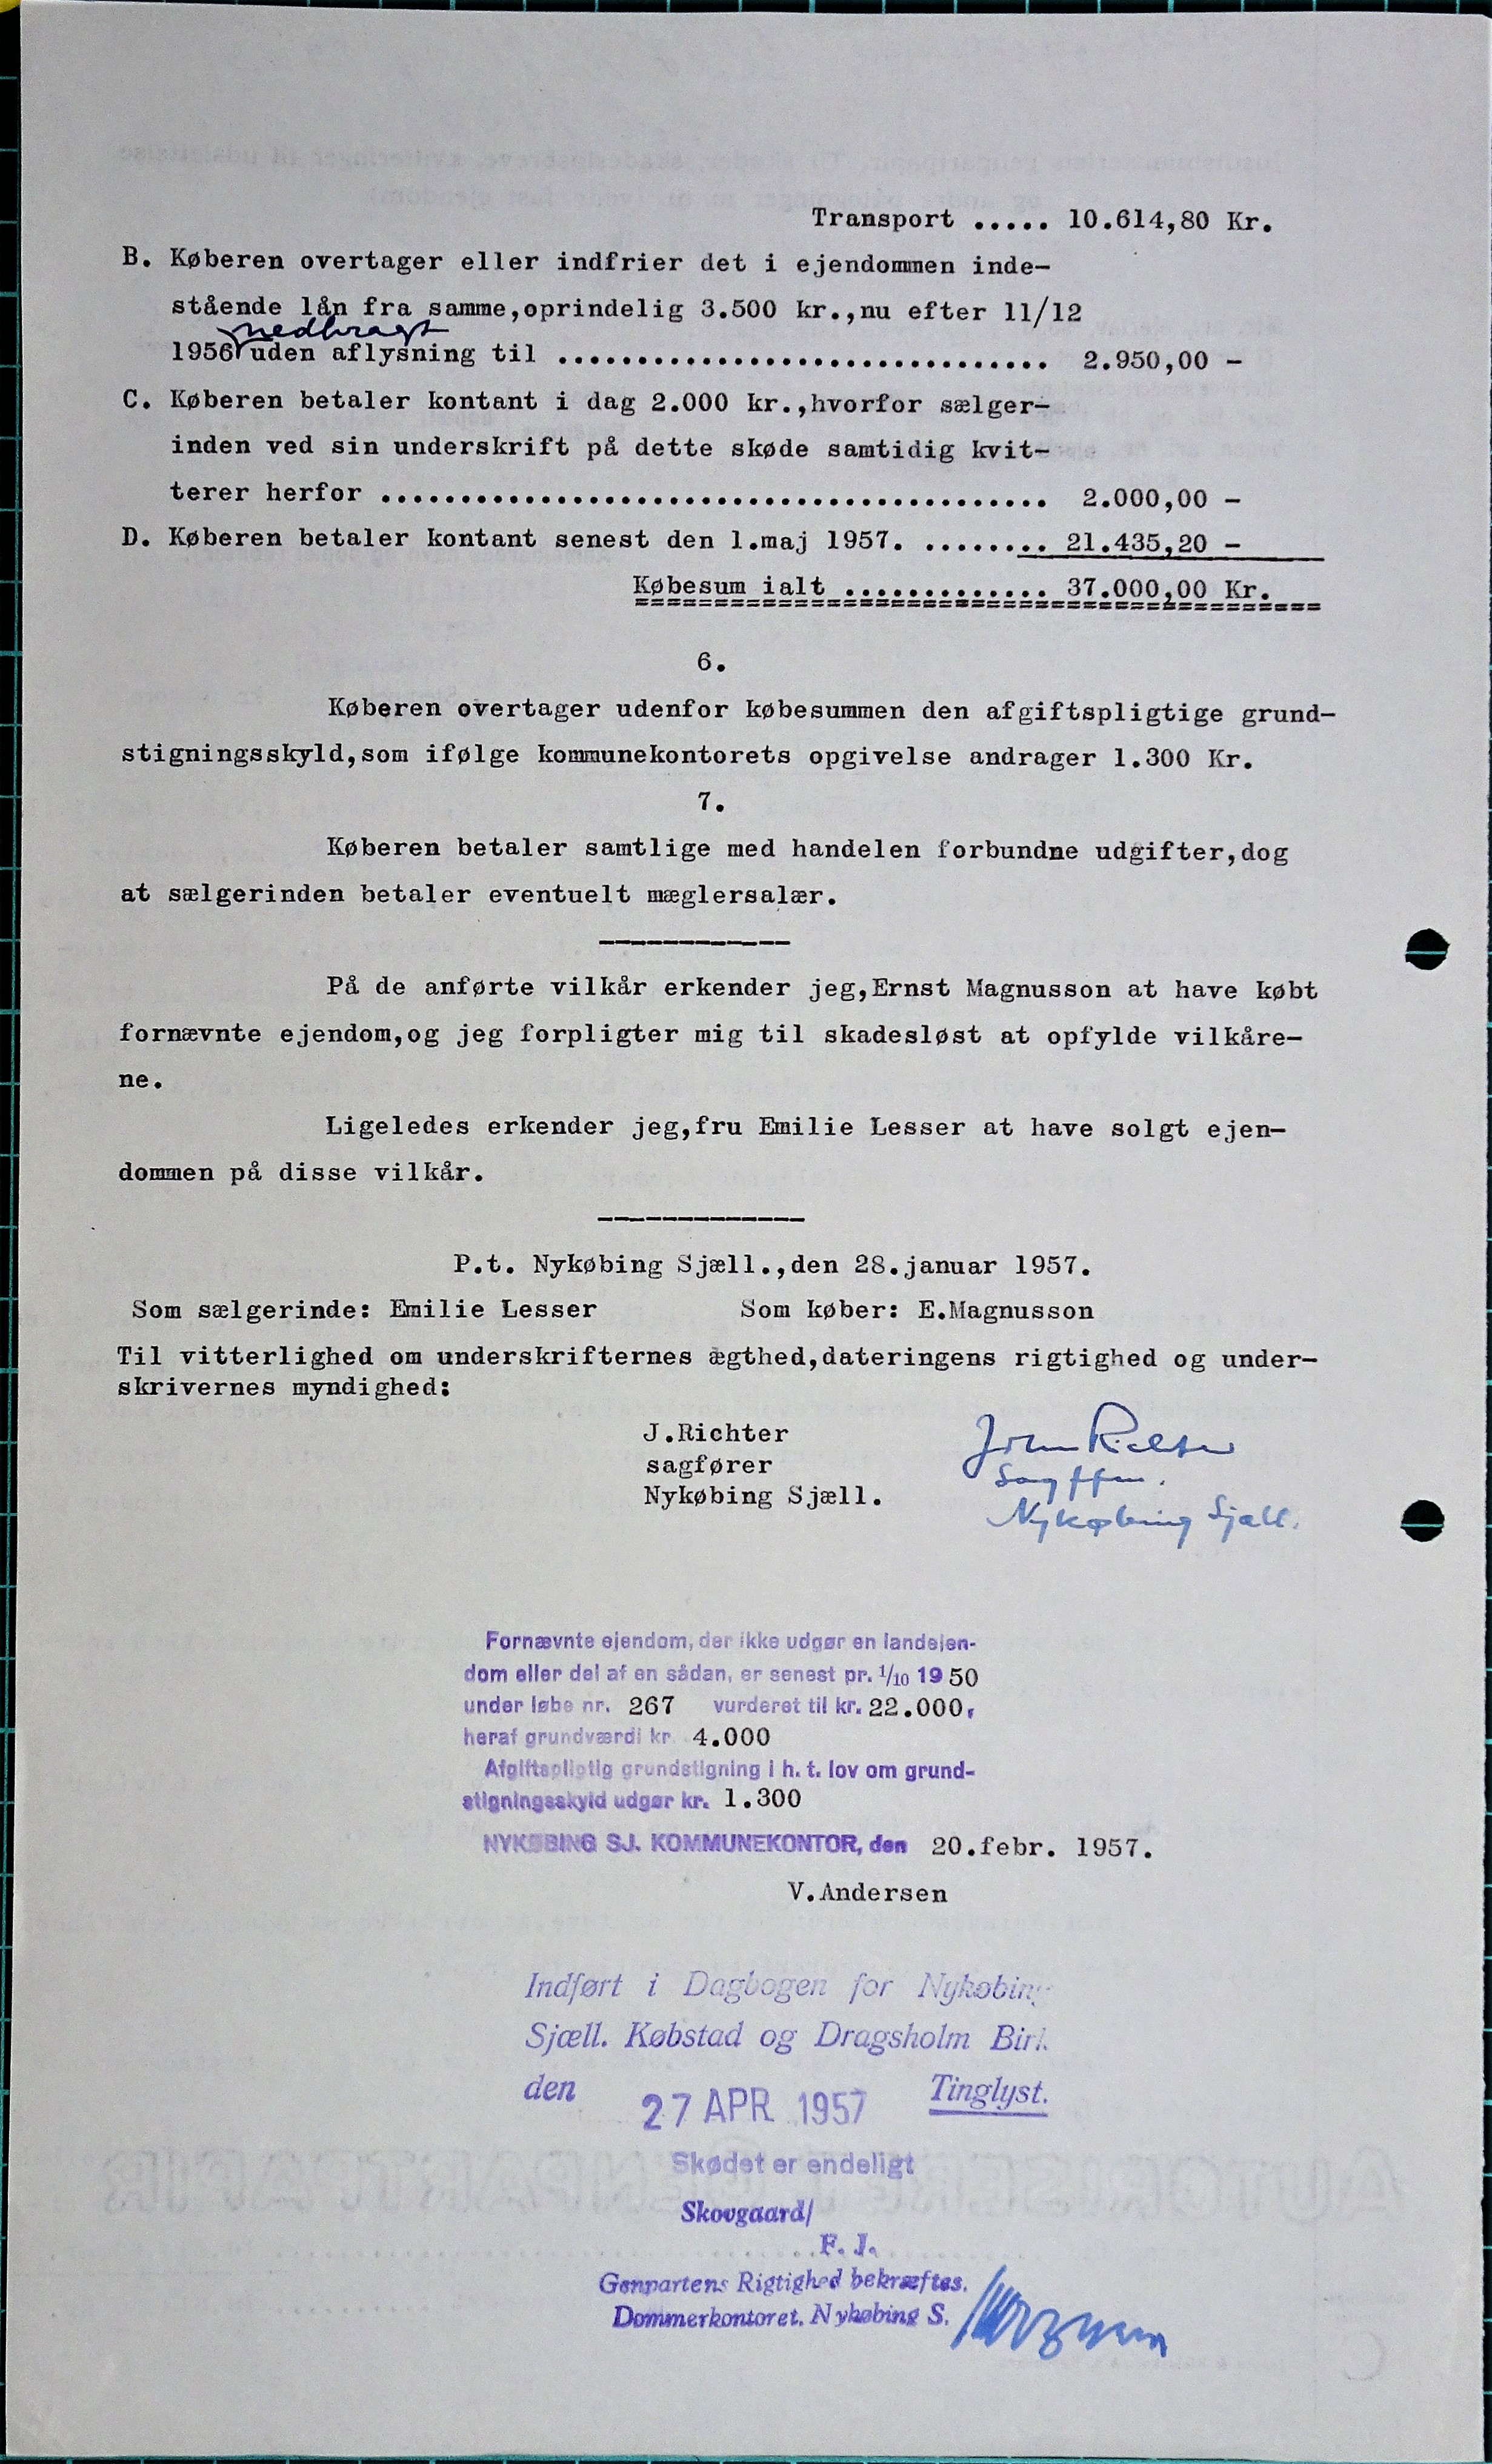 Transport ..... 10.614,80 Kr.
B. Køberen overtager eller indfrier det i ejendommen inde-
stående lån fra samme,oprindelig 3.500 kr.,nu efter 11/12
nedbragt
1956 uden aflysning til ............................... 2.950,00 -
C. Køberen betaler kontant i dag 2.000 kr.,hvorfor sælger-
inden ved sin underskrift på dette skøde samtidig kvit-
terer herfor .......................................... 2.000,00 -
D. Køberen betaler kontant senest den 1.maj 1957. ........ 21.435,20 -
Købesum ialt ............. 37.000,00 Kr.
6.
Køberen overtager udenfor købesummen den afgiftspligtige grund-
stigningsskyld,som ifølge kommunekontorets opgivelse andrager 1.300 Kr.
7.
Køberen betaler samtlige med handelen forbundne udgifter,dog
at sælgerinden betaler eventuelt mæglersalær.
På de anførte vilkår erkender jeg,Ernst Magnusson at have købt
fornævnte ejendom,og jeg forpligter mig til skadesløst at opfylde vilkåre-
ne.
Ligeledes erkender jeg,fru Emilie Lesser at have solgt ejen-
dommen på disse vilkår.
P.t. Nykøbing Sjæll.,den 28.januar 1957.
Som sælgerinde: Emilie Lesser Som køber: E.Magnusson
Til vitterlighed om underskrifternes ægthed,dateringens rigtighed og under-
skrivernes myndighed:
J.Richter
sagfører
Nykøbing Sjæll.
Nykøbing Sjæll.
Fornævnte ejendom, der ikke udgør en landejen-
dom eller del af en sådan, er senest pr. 1/10 1950
under løbe nr. 267 vurderet til kr. 22.000,
heraf grundværdi kr. 4.000
Afgiftspligtig grundstigning i h. t. lov om grund-
stigningsskyld udgør kr. 1.300
NYKØBING SJ. KOMMUNEKONTOR, den 20.febr. 1957.
V.Andersen
Indført i Dagbogen for Nykøbing
Sjæll. Købstad og Dragsholm Birk
den 27 APR 1957 Tinglyst.
Skødet er endeligt
Skovgaard/
F. J.
Genpartens Rigtighed bekræftes.
Dommerkontoret. Nykøbing S.